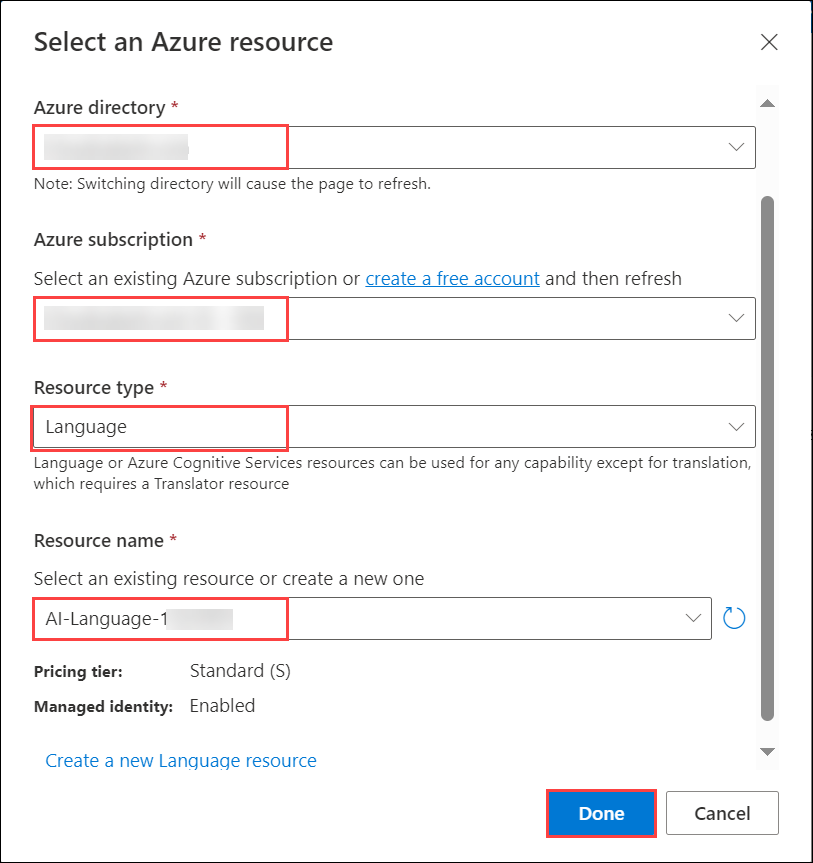 Select an Azure resource
Azure directory *
Note: Switching directory will cause the page to refresh.
Azure subscription *
Select an existing Azure subscription or create a free account and then refresh
Resource type *
Language
Language or Azure Cognitive Services resources can be used for any capability except for translation,
which requires a Translator resource
Resource name *
Select an existing resource or create a new one
AI-Language-1
Pricing tier: Standard (S)
Managed identity: Enabled
Create a new Language resource
Done Cancel